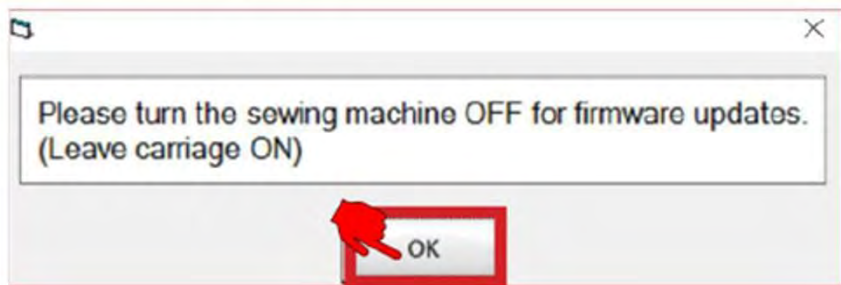 Please turn the sewing machine OFF for firmware updates.
(Leave carriage ON)
OK